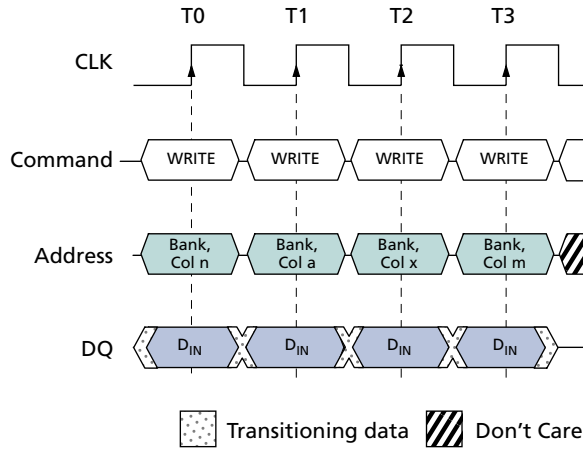 T0 T1 T2 T3
CLK
Command WRITE WRITE WRITE WRITE
Address Bank, Col n Bank, Col a Bank, Col x Bank, Col m
DQ DIN DIN DIN DIN
Transitioning data Don't Care